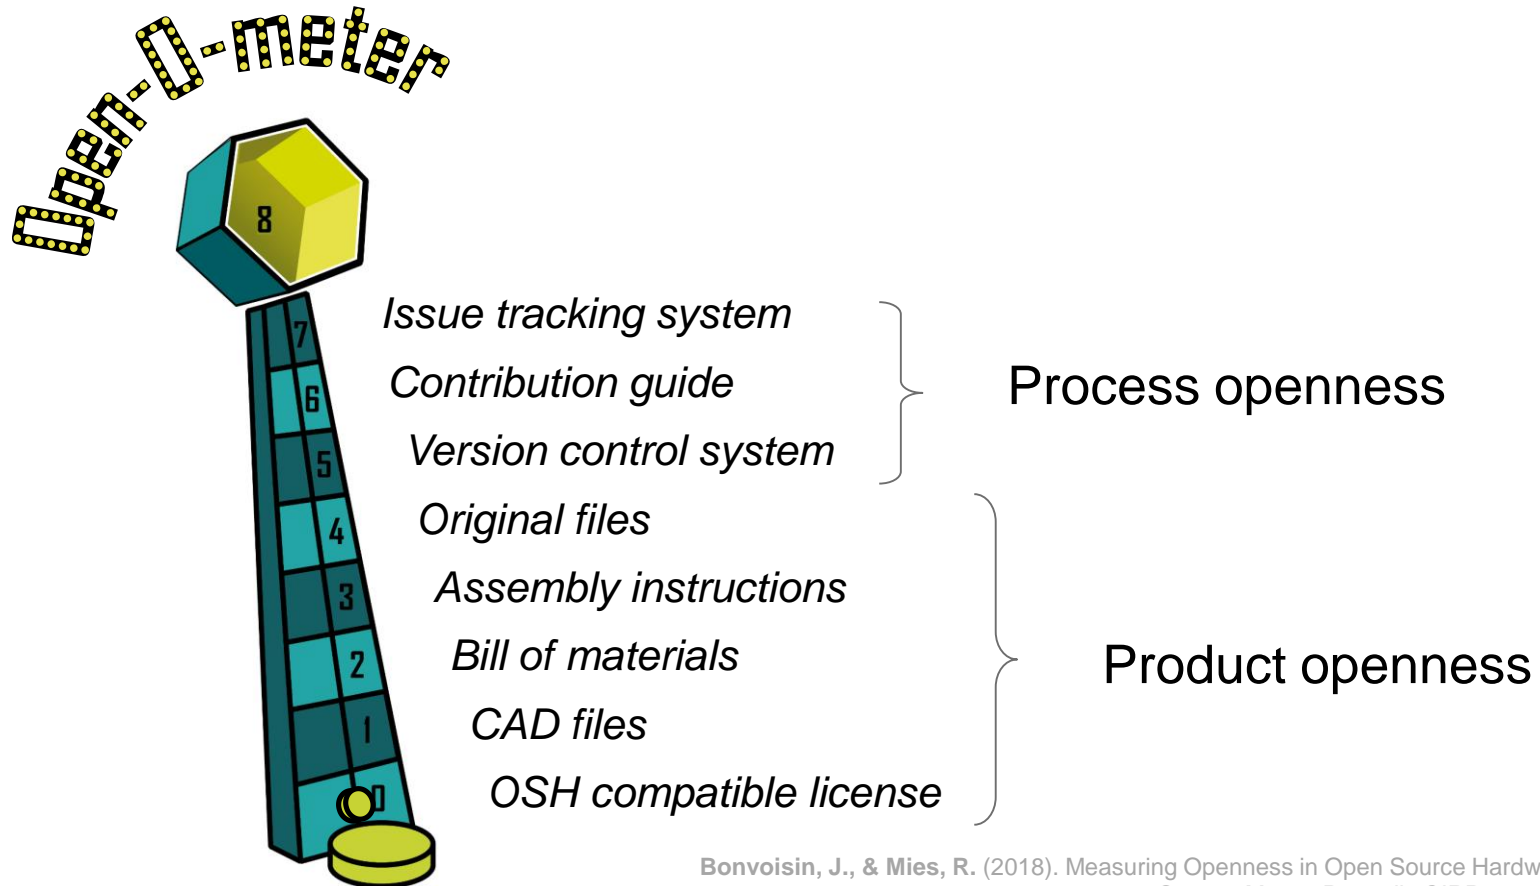 Open-O-meter
8
7
Issue tracking system
6
Contribution guide
Process openness
5
Version control system
4
Original files
3
Assembly instructions
2
Bill of materials
Product openness
1
CAD files
0
OSH compatible license
Bonvoisin, J., & Mies, R. (2018). Measuring Openness in Open Source Hardw